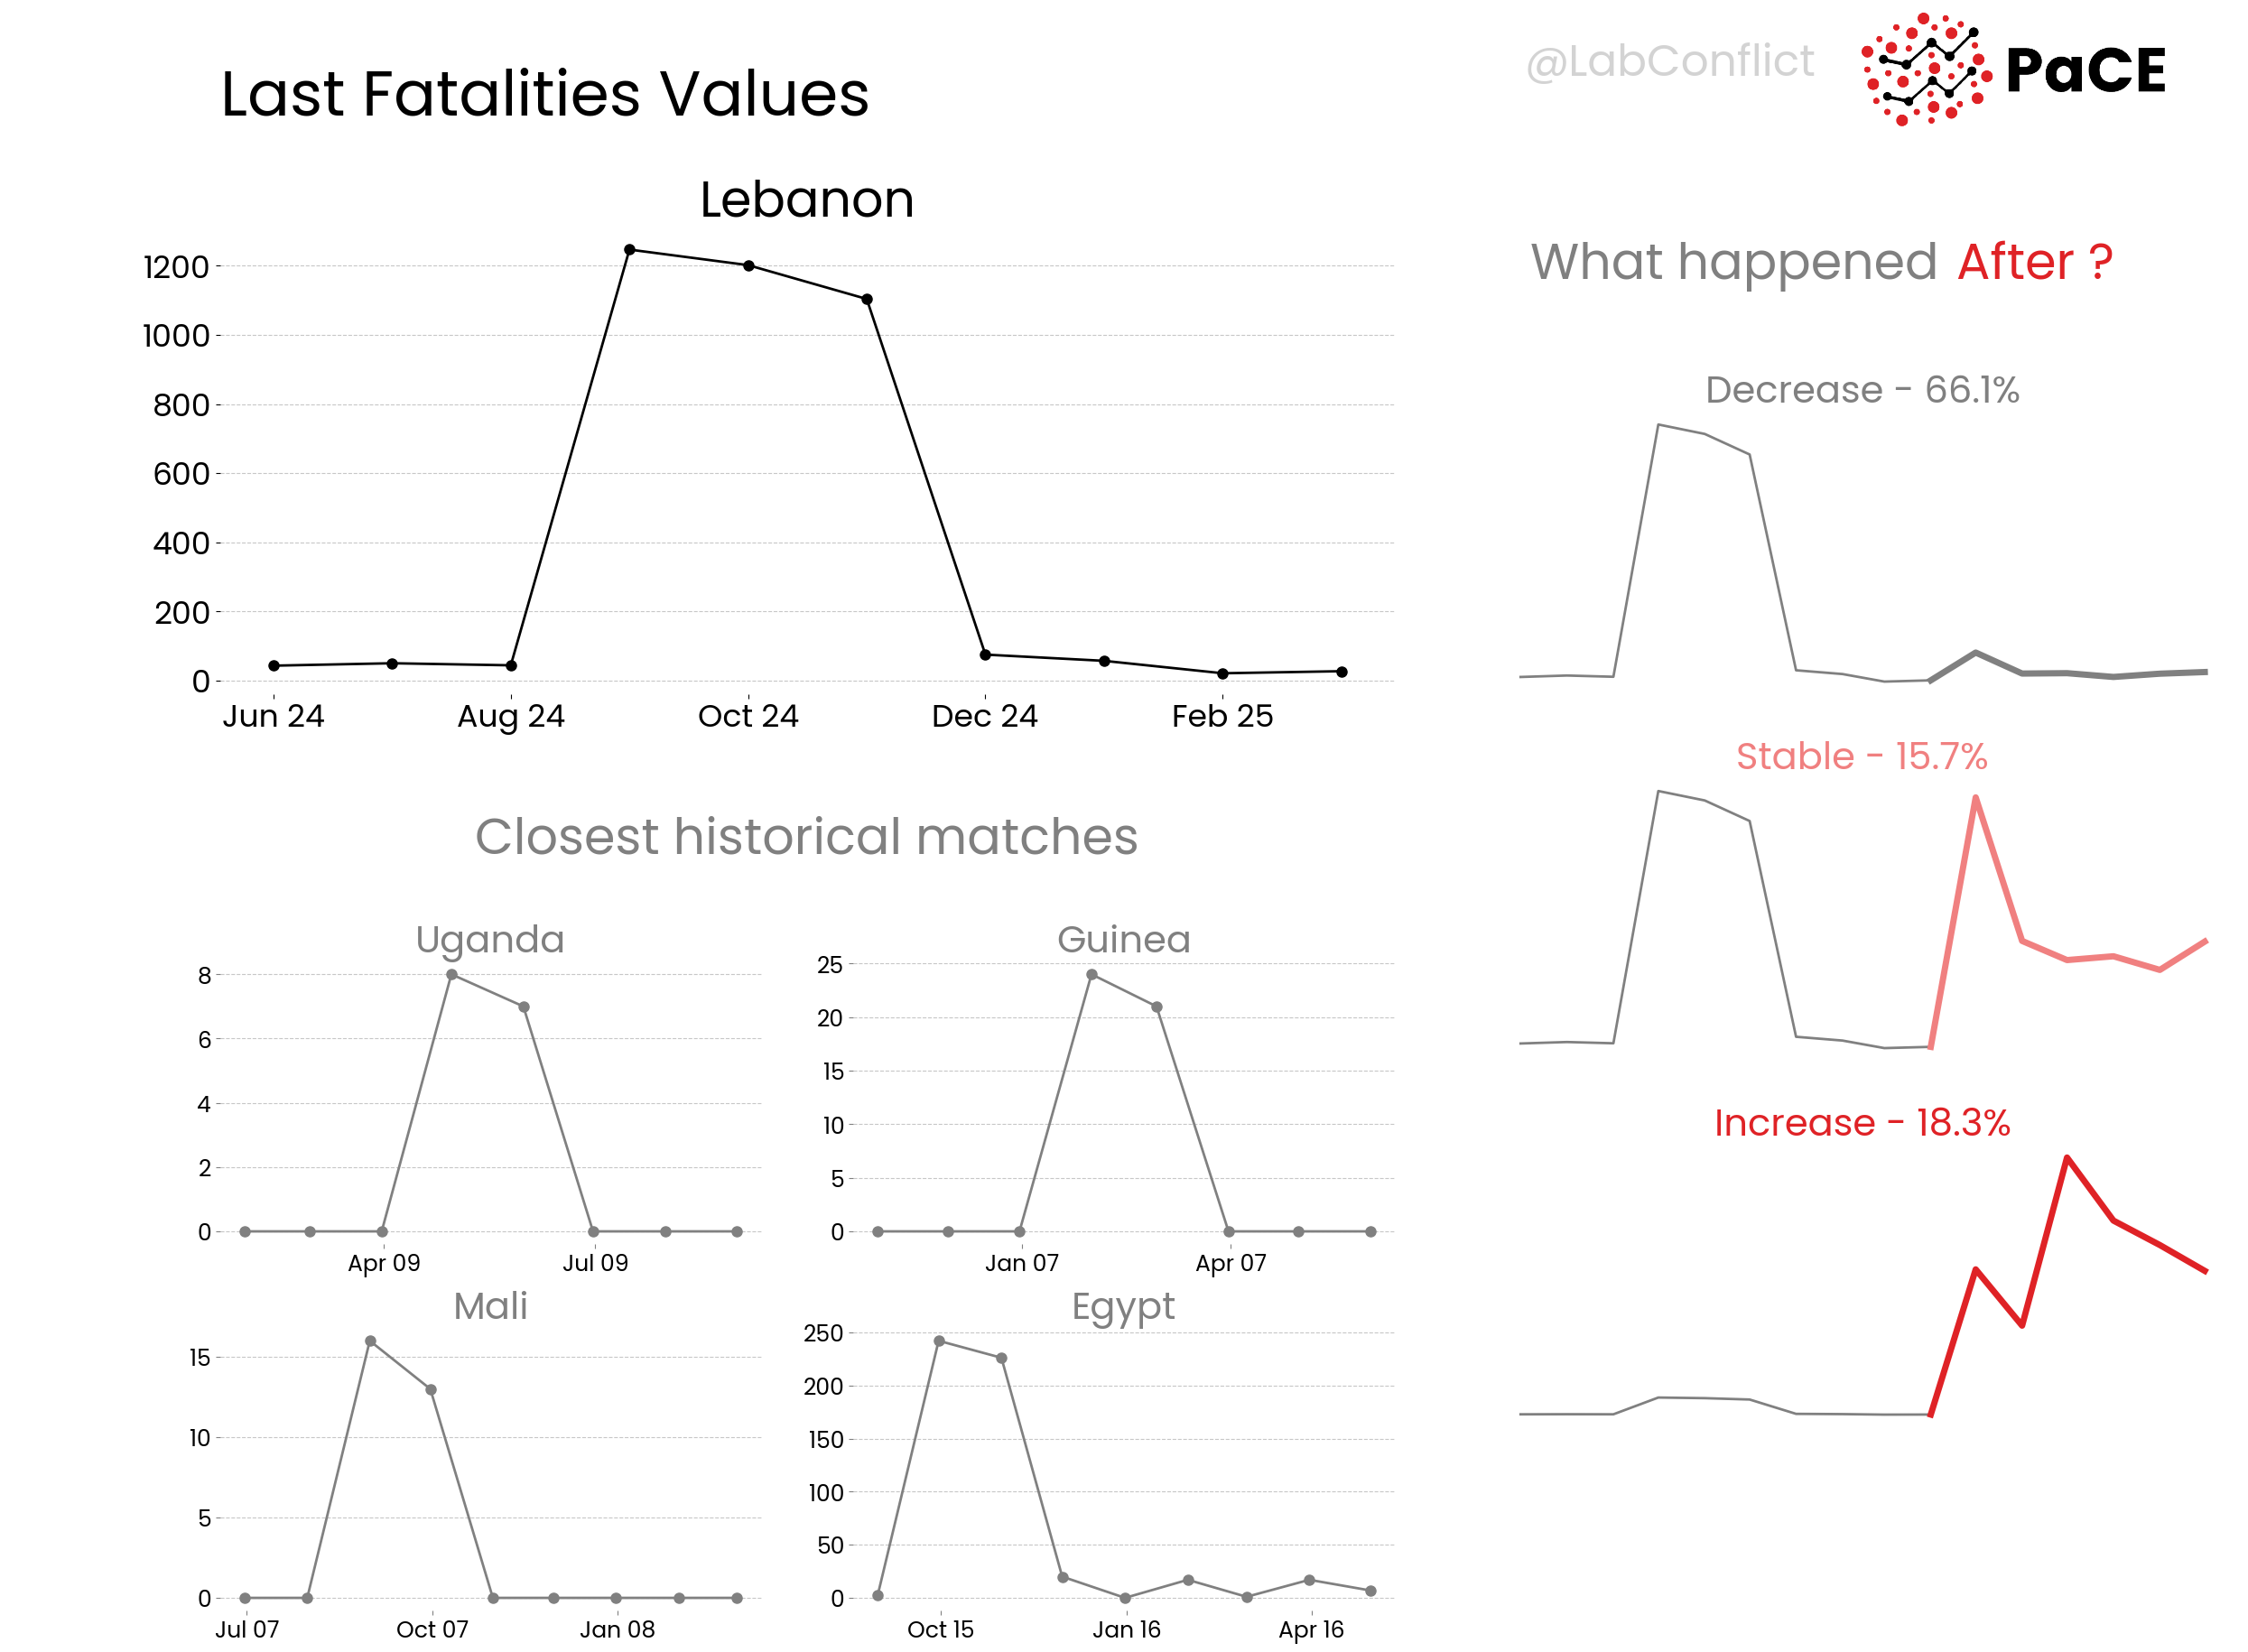 Last Fatalities Values
@LabConflict
PaCE
Lebanon
1200
1000
800
600
400
200
0
Jun 24 Aug 24 Oct 24 Dec 24 Feb 25
What happened After ?
Decrease - 66.1%
Stable - 15.7%
Increase - 18.3%
Closest historical matches
Uganda
8
6
4
2
0
Apr 09 Jul 09
Guinea
25
20
15
10
5
0
Jan 07 Apr 07
Mali
15
10
5
0
Jul 07 Oct 07 Jan 08
Egypt
250
200
150
100
50
0
Oct 15 Jan 16 Apr 16